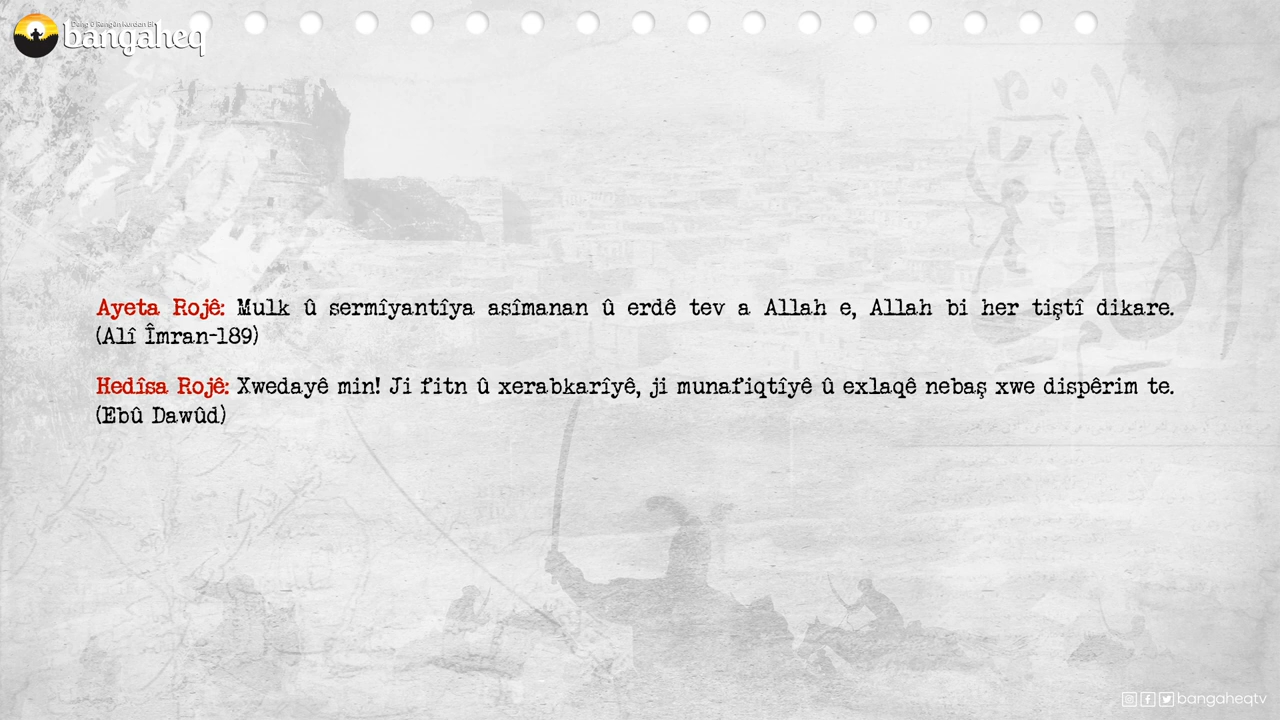 bangaheq
Ayeta Rojê: Mulk û sermîyantîya asîmanan û erdê tev a Allah e, Allah bi her tiştî dikare.
(Alî Îmran-189)
Hedîsa Rojê: Xwedayê min! Ji fitn û xerabkarîyê, ji munafiqtîyê û exlaqê nebaş xwe dispêrim te.
(Ebû Dawûd)
bangaheqtv